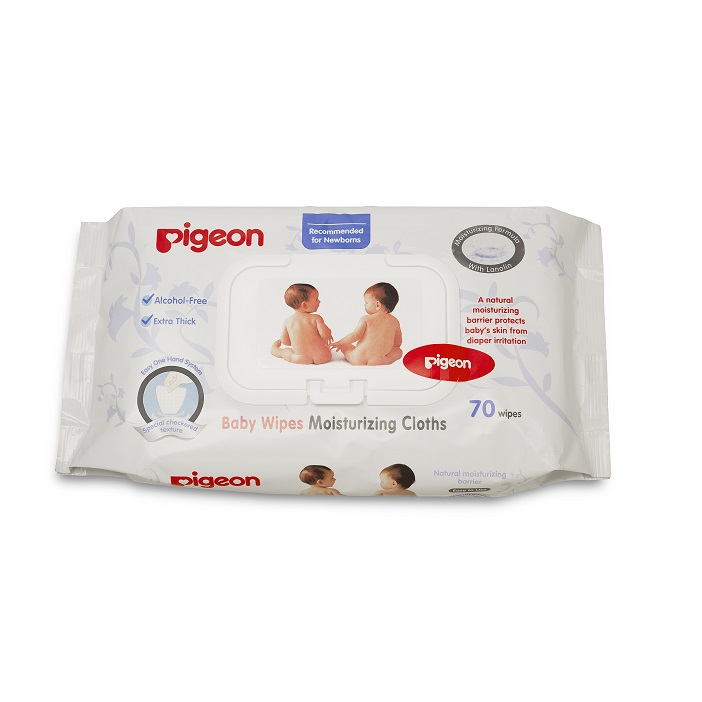 Pigeon
Recommended
for Newborns
Moisturizing Formula
With Lanolin
Alcohol-Free
Extra Thick
A natural
moisturizing
barrier protects
baby's skin from
diaper irritation
Pigeon
Easy One Hand System
Special checkered
texture
Baby Wipes Moisturizing Cloths
70 wipes
Pigeon
Natural moisturizing
barrier